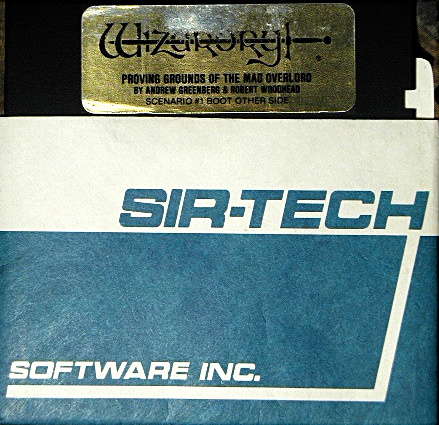 Wizardry
PROVING GROUNDS OF THE MAD OVERLORD
BY ANDREW GREENBERG & ROBERT WOODHEAD
SCENARIO #1 BOOT OTHER SIDE
SIR-TECH
SOFTWARE INC.